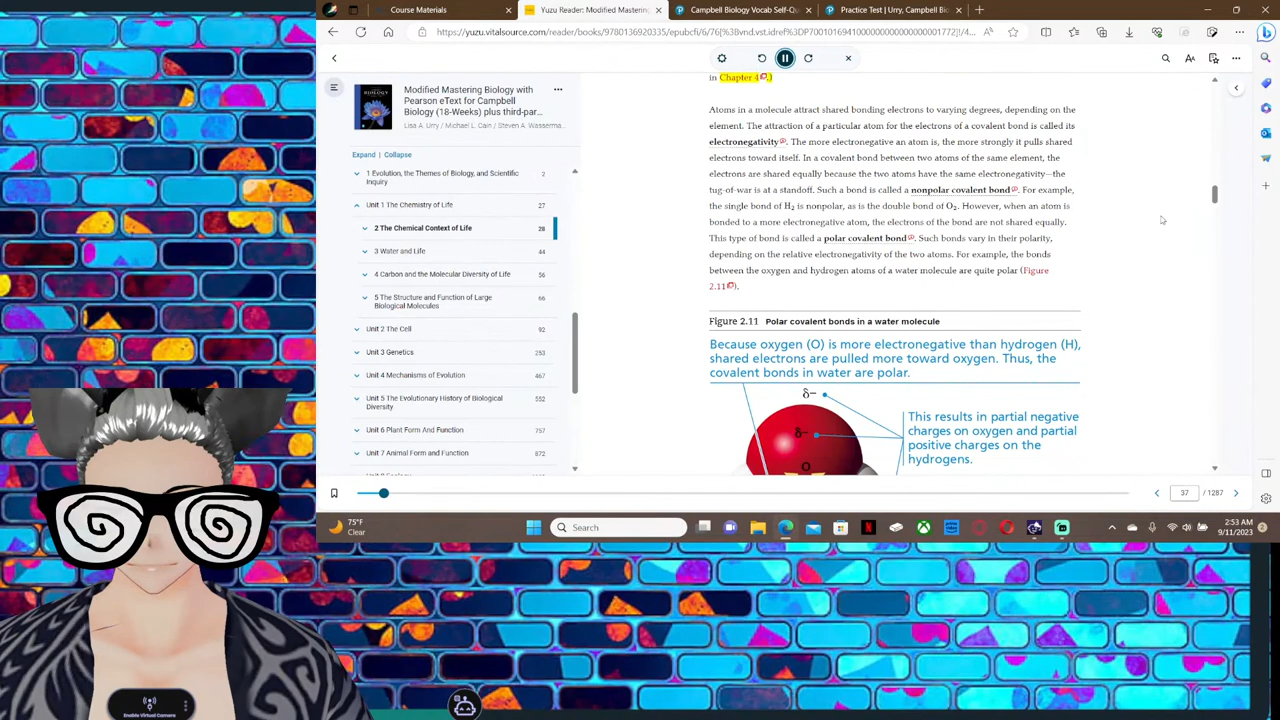 Course Materials
Yuzu Reader: Modified Mastering
Campbell Biology Vocab Self-Qu
Practice Test | Urry, Campbell Bi
https://yuzu.vitalsource.com/reader/books/9780136920335/epubcfi/6/76[%3Bvnd.vst.idref%3DP7001016941000000000000000001772]!/4...
Modified Mastering Biology with
Pearson eText for Campbell
Biology (18-Weeks) plus third-par...
Lisa A. Urry / Michael L. Cain / Steven A. Wasserma...
Expand | Collapse
1 Evolution, the Themes of Biology, and Scientific
Inquiry 2
Unit 1 The Chemistry of Life 27
2 The Chemical Context of Life 28
3 Water and Life 44
4 Carbon and the Molecular Diversity of Life 56
5 The Structure and Function of Large
Biological Molecules 66
Unit 2 The Cell 92
Unit 3 Genetics 253
Unit 4 Mechanisms of Evolution 467
Unit 5 The Evolutionary History of Biological
Diversity 552
Unit 6 Plant Form And Function 757
Unit 7 Animal Form and Function 872
in Chapter 4.)
Atoms in a molecule attract shared bonding electrons to varying degrees, depending on the
element. The attraction of a particular atom for the electrons of a covalent bond is called its
electronegativity. The more electronegative an atom is, the more strongly it pulls shared
electrons toward itself. In a covalent bond between two atoms of the same element, the
electrons are shared equally because the two atoms have the same electronegativity—the
tug-of-war is at a standoff. Such a bond is called a nonpolar covalent bond. For example,
the single bond of H₂ is nonpolar, as is the double bond of O₂. However, when an atom is
bonded to a more electronegative atom, the electrons of the bond are not shared equally.
This type of bond is called a polar covalent bond. Such bonds vary in their polarity,
depending on the relative electronegativity of the two atoms. For example, the bonds
between the oxygen and hydrogen atoms of a water molecule are quite polar (Figure
2.11).
Figure 2.11 Polar covalent bonds in a water molecule
Because oxygen (O) is more electronegative than hydrogen (H),
shared electrons are pulled more toward oxygen. Thus, the
covalent bonds in water are polar.
δ–
δ–
O
This results in partial negative
charges on oxygen and partial
positive charges on the
hydrogens.
37 / 1287
75°F
Clear
Search
2:53 AM
9/11/2023
Enable Virtual Camera